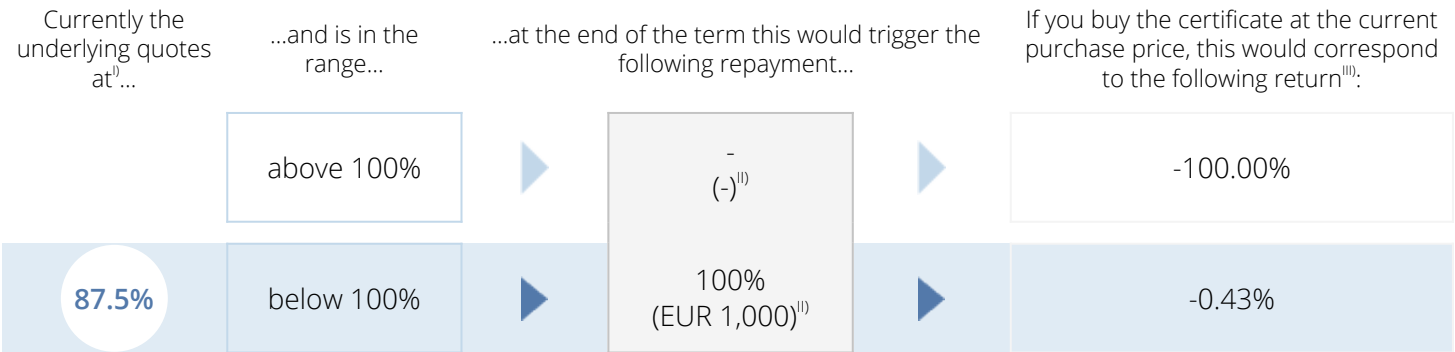 Currently the
underlying quotes
at I)...
...and is in the
range...
...at the end of the term this would trigger the
following repayment...
If you buy the certificate at the current
purchase price, this would correspond
to the following return III):
above 100%
-
(-) II)
-100.00%
87.5%
below 100%
100%
(EUR 1,000) II)
-0.43%